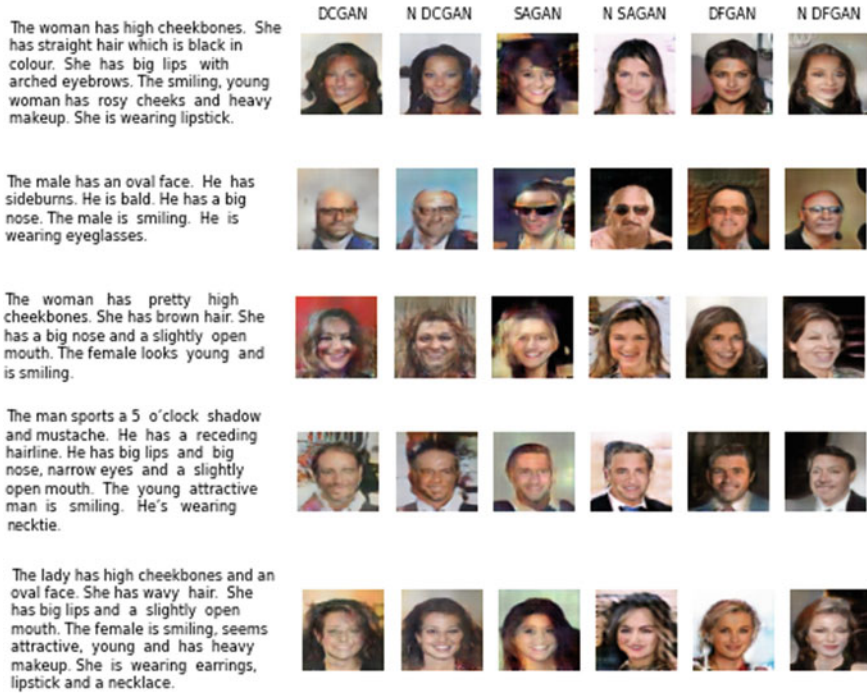 DCGAN N DCGAN SAGAN N SAGAN DFGAN N DFGAN
The woman has high cheekbones. She
has straight hair which is black in
colour. She has big lips with
arched eyebrows. The smiling, young
woman has rosy cheeks and heavy
makeup. She is wearing lipstick.
The male has an oval face. He has
sideburns. He is bald. He has a big
nose. The male is smiling. He is
wearing eyeglasses.
The woman has pretty high
cheekbones. She has brown hair. She
has a big nose and a slightly open
mouth. The female looks young and
is smiling.
The man sports a 5 o'clock shadow
and mustache. He has a receding
hairline. He has big lips and big
nose, narrow eyes and a slightly
open mouth. The young attractive
man is smiling. He's wearing
necktie.
The lady has high cheekbones and an
oval face. She has wavy hair. She
has big lips and a slightly open
mouth. The female is smiling, seems
attractive, young and has heavy
makeup. She is wearing earrings,
lipstick and a necklace.